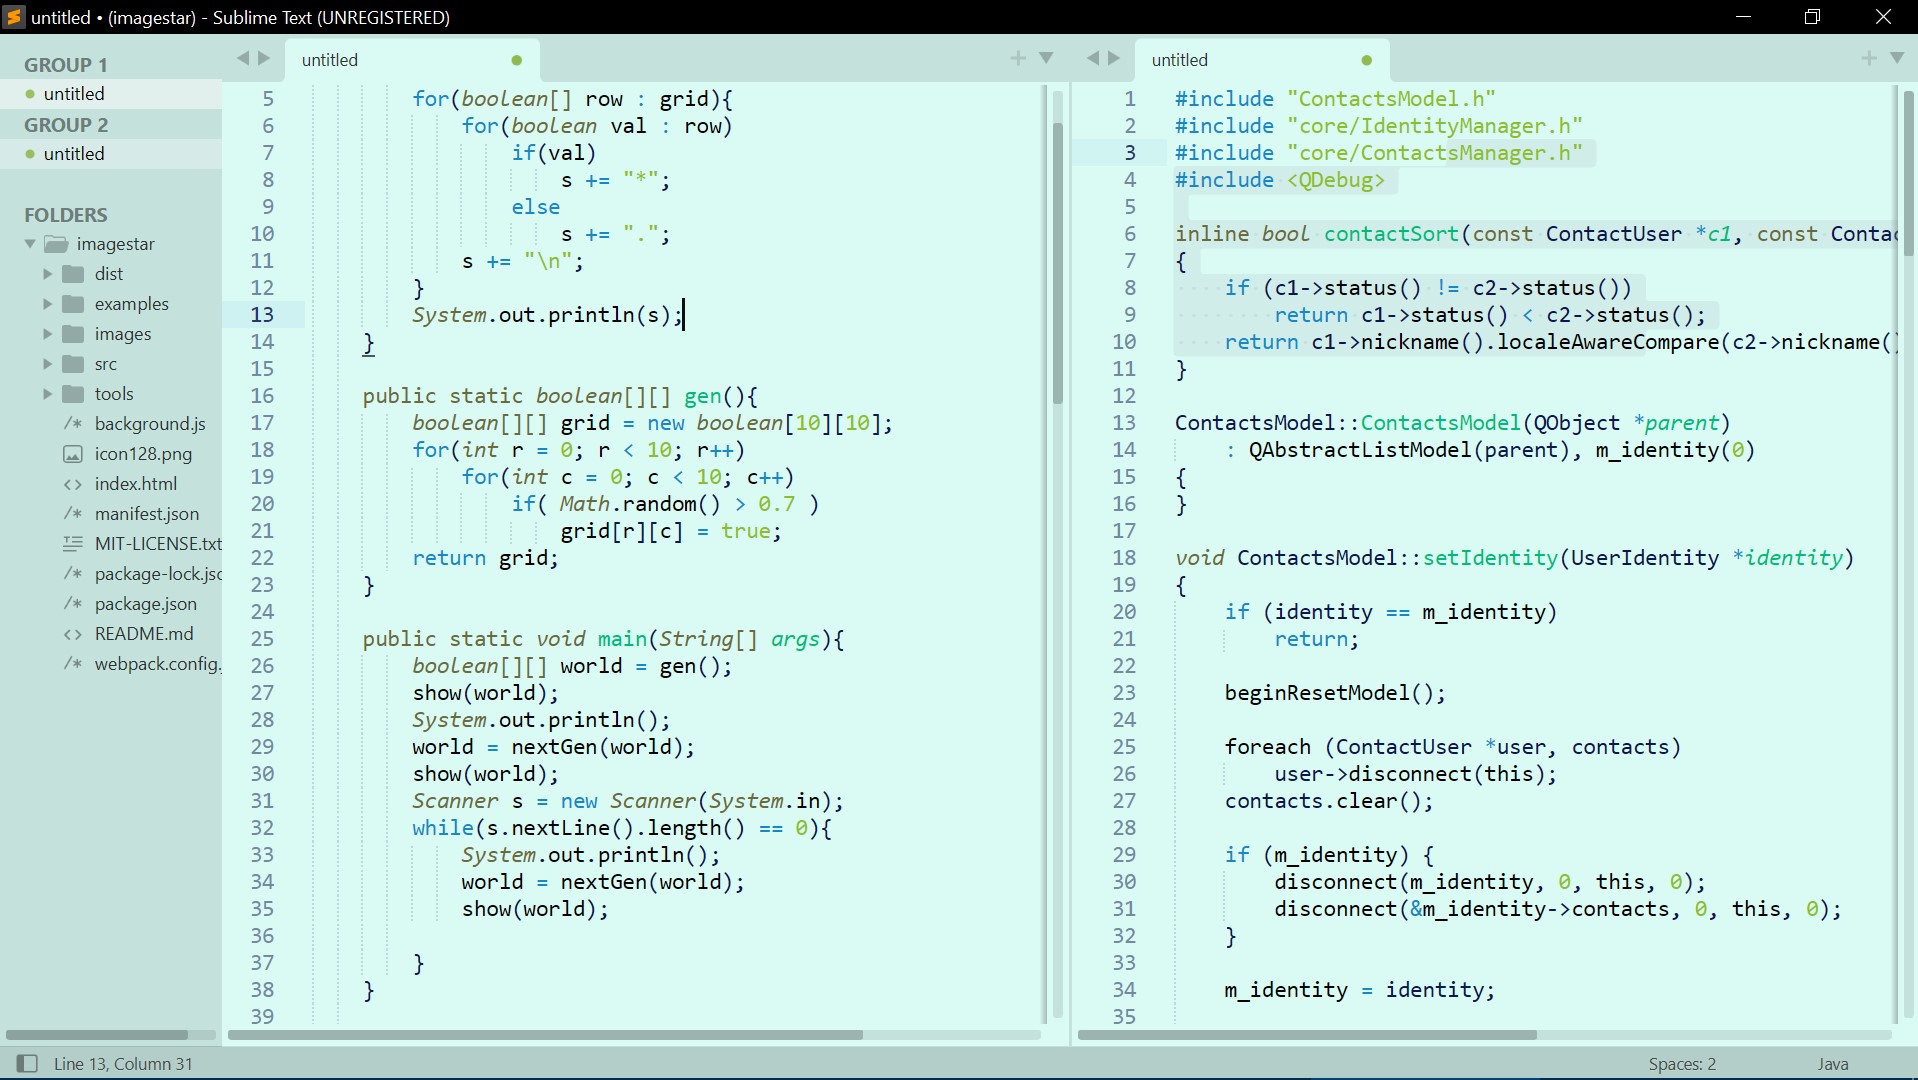 untitled • (imagestar) - Sublime Text (UNREGISTERED)
GROUP 1
untitled
GROUP 2
untitled
FOLDERS
imagestar
dist
examples
images
src
tools
/* background.js
icon128.png
<> index.html
/* manifest.json
MIT-LICENSE.txt
/* package-lock.jsc
/* package.json
<> README.md
/* webpack.config.
untitled
5 for(boolean[] row : grid){
6 for(boolean val : row)
7 if(val)
8 s += "*";
9 else
10 s += ".";
11 s += "\n";
12 }
13 System.out.println(s);
14 }
15
16 public static boolean[][] gen(){
17 boolean[][] grid = new boolean[10][10];
18 for(int r = 0; r < 10; r++)
19 for(int c = 0; c < 10; c++)
20 if( Math.random() > 0.7 )
21 grid[r][c] = true;
22 return grid;
23 }
24
25 public static void main(String[] args){
26 boolean[][] world = gen();
27 show(world);
28 System.out.println();
29 world = nextGen(world);
30 show(world);
31 Scanner s = new Scanner(System.in);
32 while(s.nextLine().length() == 0){
33 System.out.println();
34 world = nextGen(world);
35 show(world);
36
37 }
38 }
39
untitled
1 #include "ContactsModel.h"
2 #include "core/IdentityManager.h"
3 #include "core/ContactsManager.h"
4 #include <QDebug>
5
6 inline bool contactSort(const ContactUser *c1, const Contac
7 {
8 if (c1->status() != c2->status())
9 return c1->status() < c2->status();
10 return c1->nickname().localeAwareCompare(c2->nickname()
11 }
12
13 ContactsModel::ContactsModel(QObject *parent)
14 : QAbstractListModel(parent), m_identity(0)
15 {
16 }
17
18 void ContactsModel::setIdentity(UserIdentity *identity)
19 {
20 if (identity == m_identity)
21 return;
22
23 beginResetModel();
24
25 foreach (ContactUser *user, contacts)
26 user->disconnect(this);
27 contacts.clear();
28
29 if (m_identity) {
30 disconnect(m_identity, 0, this, 0);
31 disconnect(&m_identity->contacts, 0, this, 0);
32 }
33
34 m_identity = identity;
35
Line 13, Column 31
Spaces: 2
Java